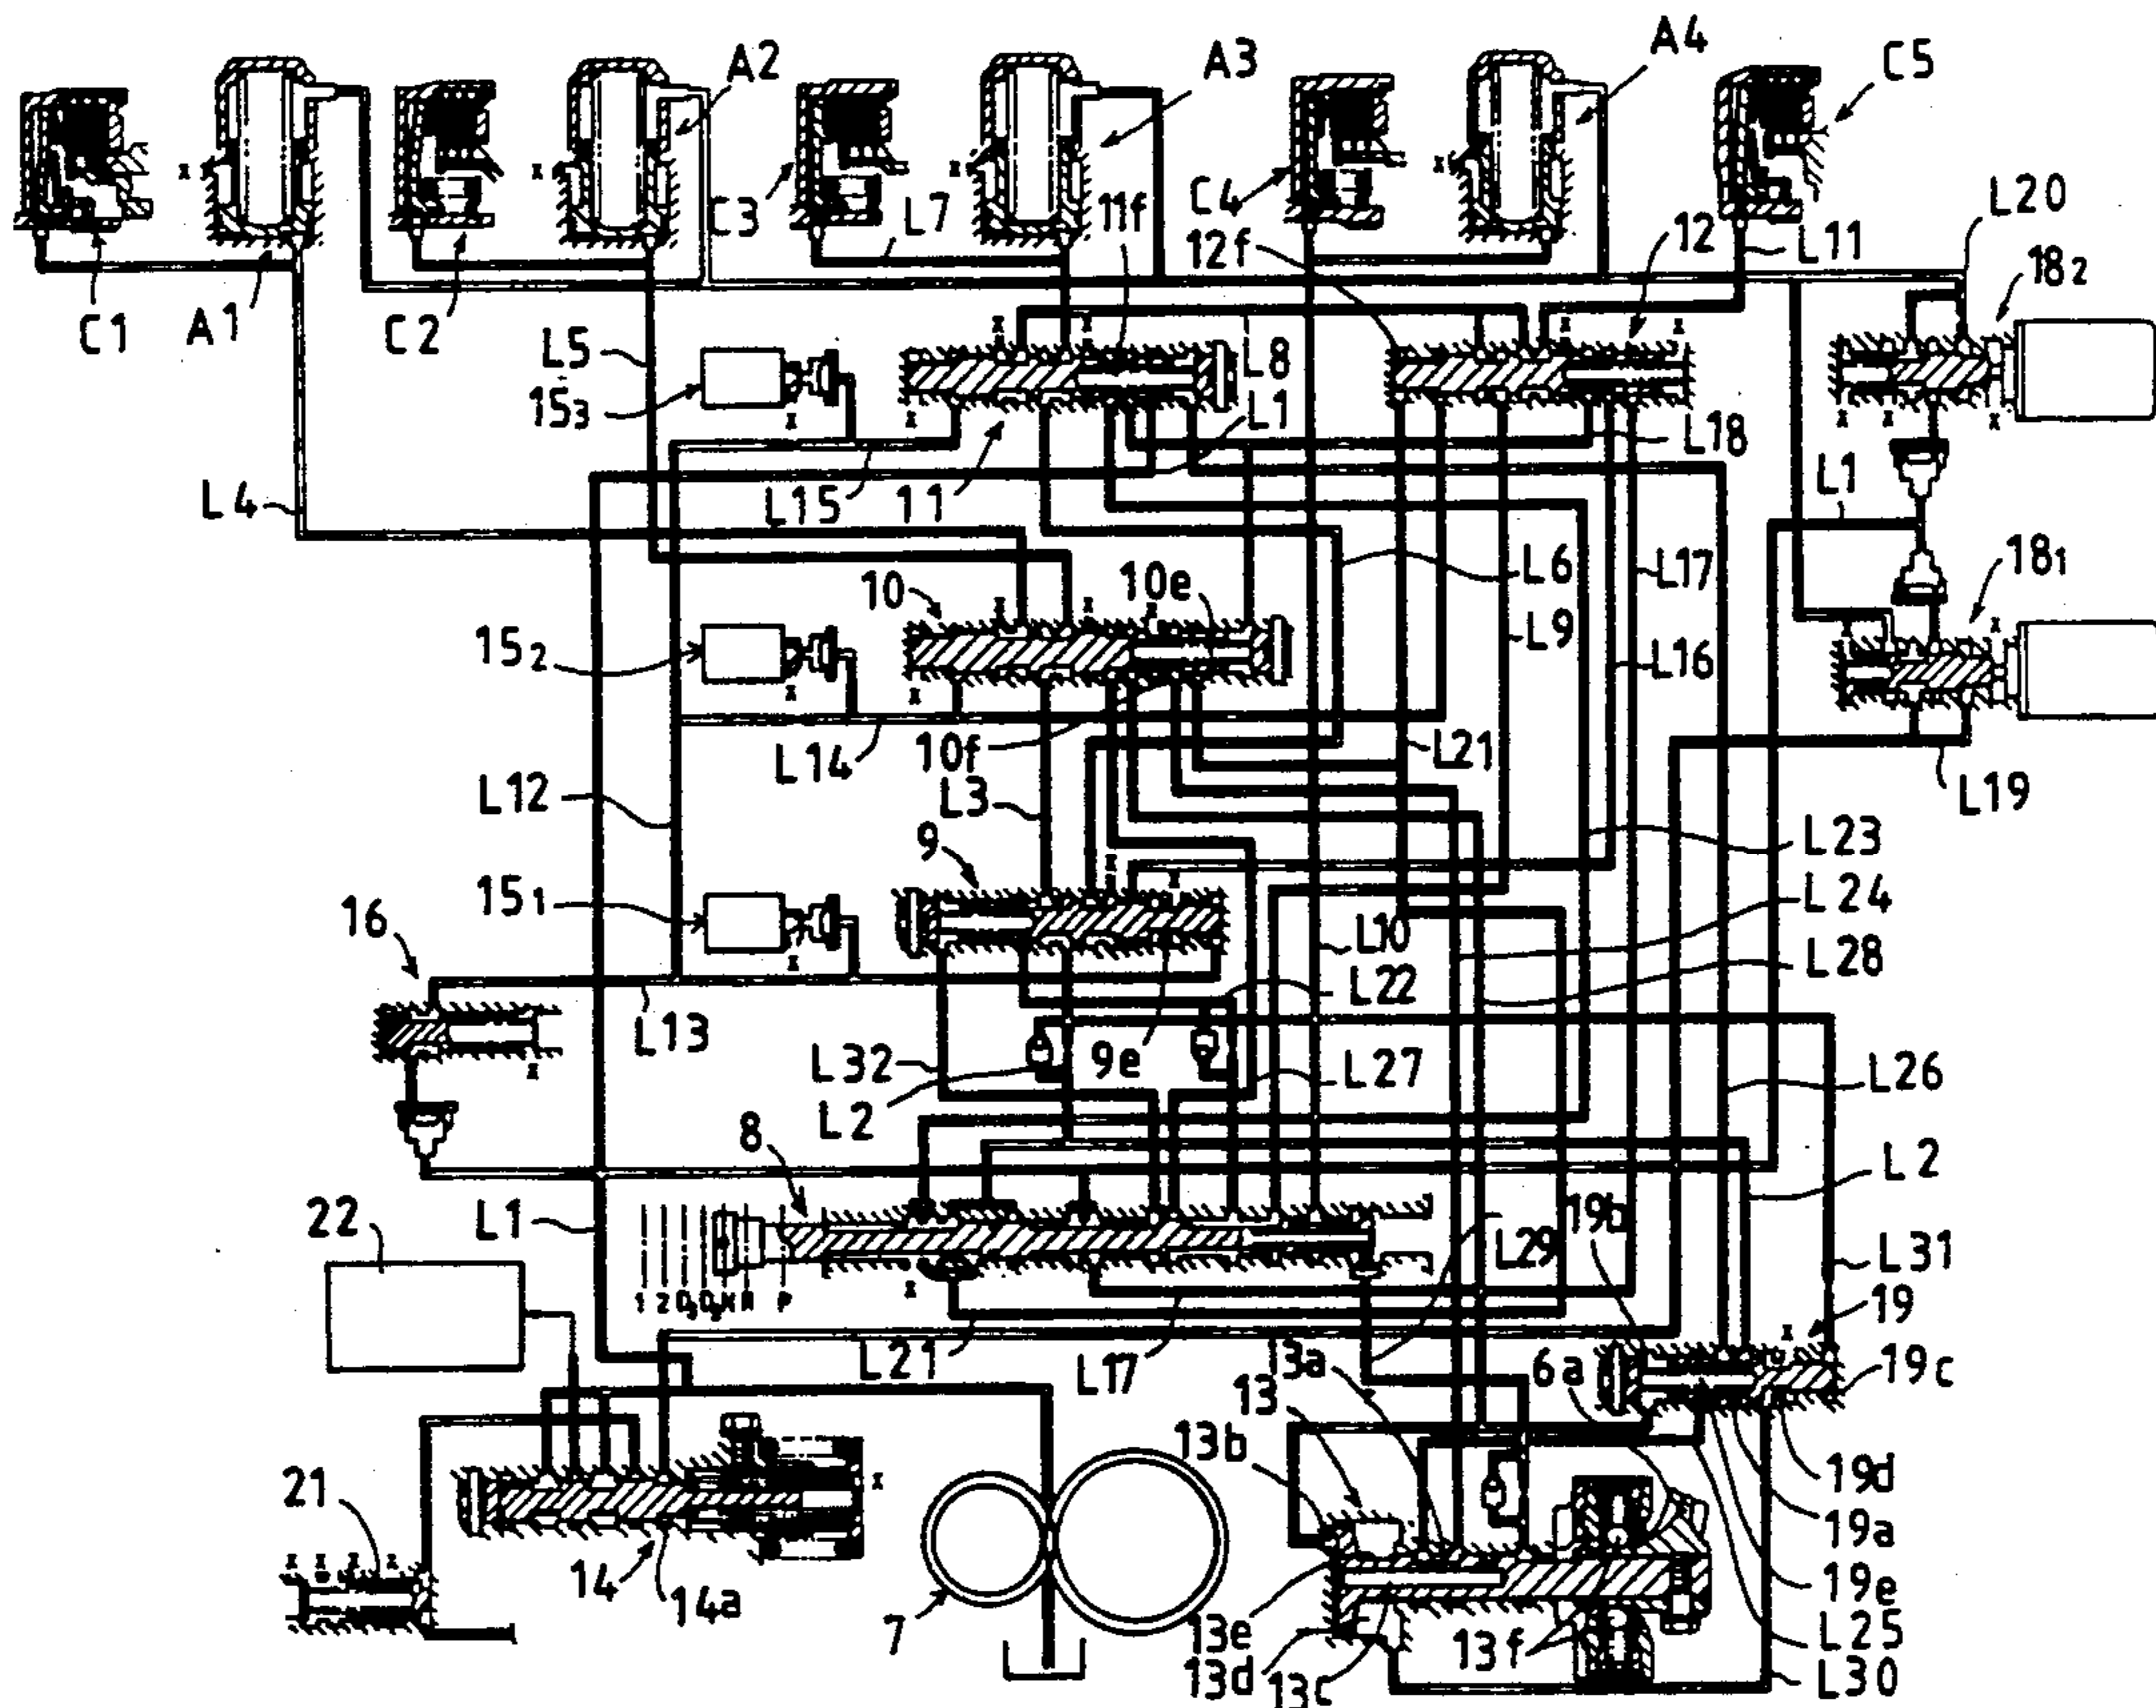 A2 A3 A4 C5
C3 L7 11f C4 12f 12 L11 L20
C1 A1 C2 L5 18₂
15₃ L8 L1 L18
L4 L15 11 L1
10 10e L6 L17 18₁
15₂ L9 L16
L14 10f L21
L12 L3 L19
9 L23
16 15₁ L10 L24
L22 L28
L13
L32 9e L27 L26
L2
8 L2
22 L1 19b L29 L31
1 2 D₃ D₄ N R P
19
L21 L17 13a 6a 19c
13
13b
21 19d
19a
14 14a 7 13e 19e
13d 13c 13f L25
L30
x x x x
x x x x
x x
x x x
x
x x x
x x
x
x x
x
x
x x
x
x x x x